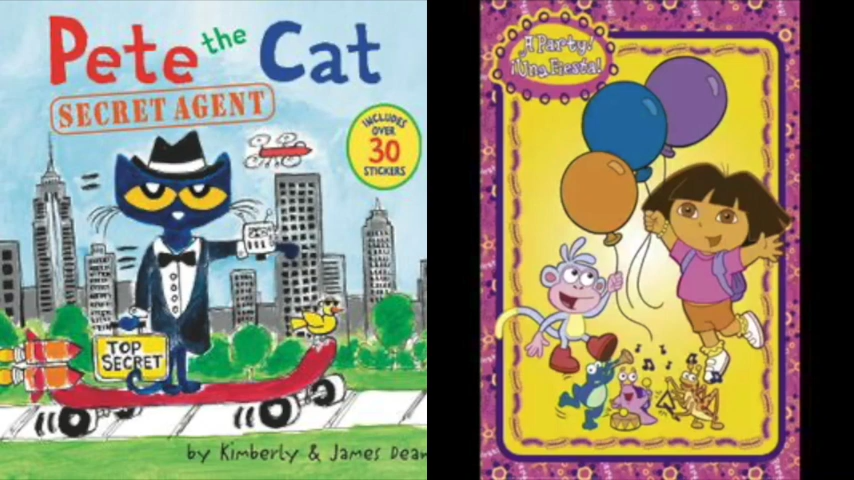 Pete the Cat
SECRET AGENT
INCLUDES
OVER
30
STICKERS
TOP
SECRET
by Kimberly & James Dean
A Party!
¡Una Fiesta!